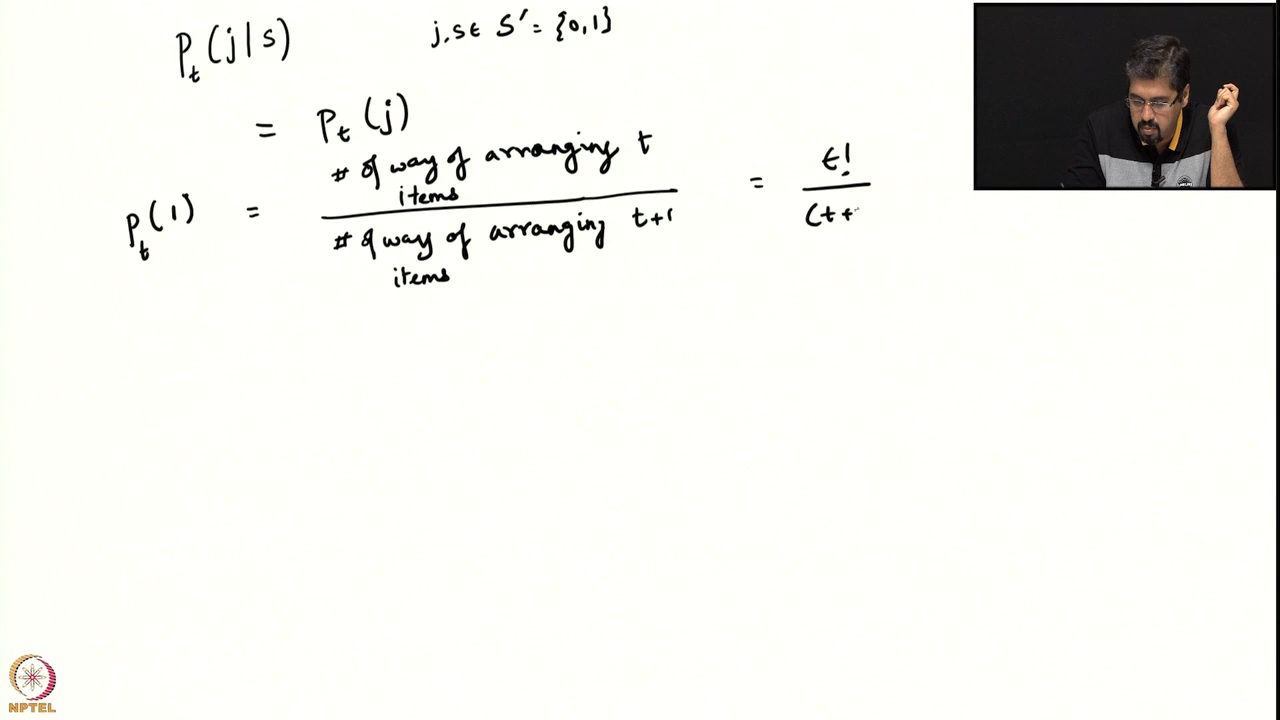 P_t (j|s) j,s ∈ S' = {0,1}
= P_t (j)
P_t (1) = # of way of arranging t items / # of way of arranging t+1 items = t! / (t+
NPTEL